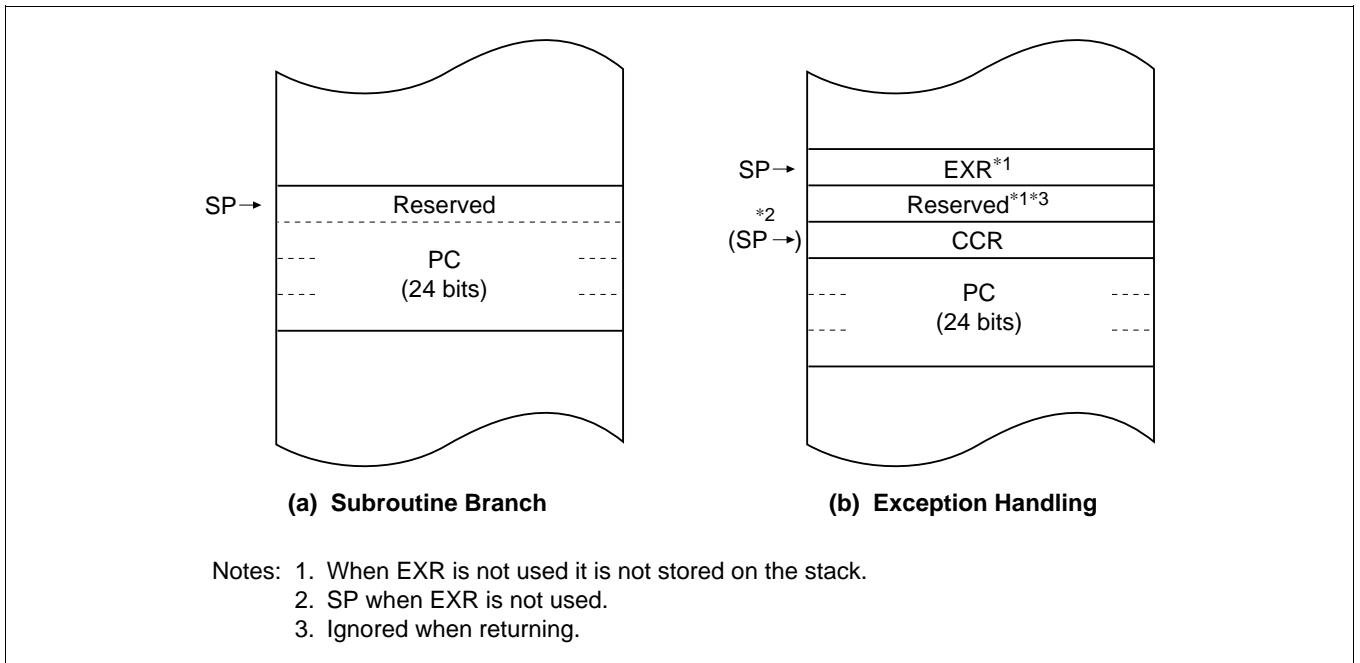 SP→ Reserved
PC
(24 bits)
(a) Subroutine Branch
SP→ EXR*1
Reserved*1*3
*2
(SP→) CCR
PC
(24 bits)
(b) Exception Handling
Notes: 1. When EXR is not used it is not stored on the stack.
2. SP when EXR is not used.
3. Ignored when returning.